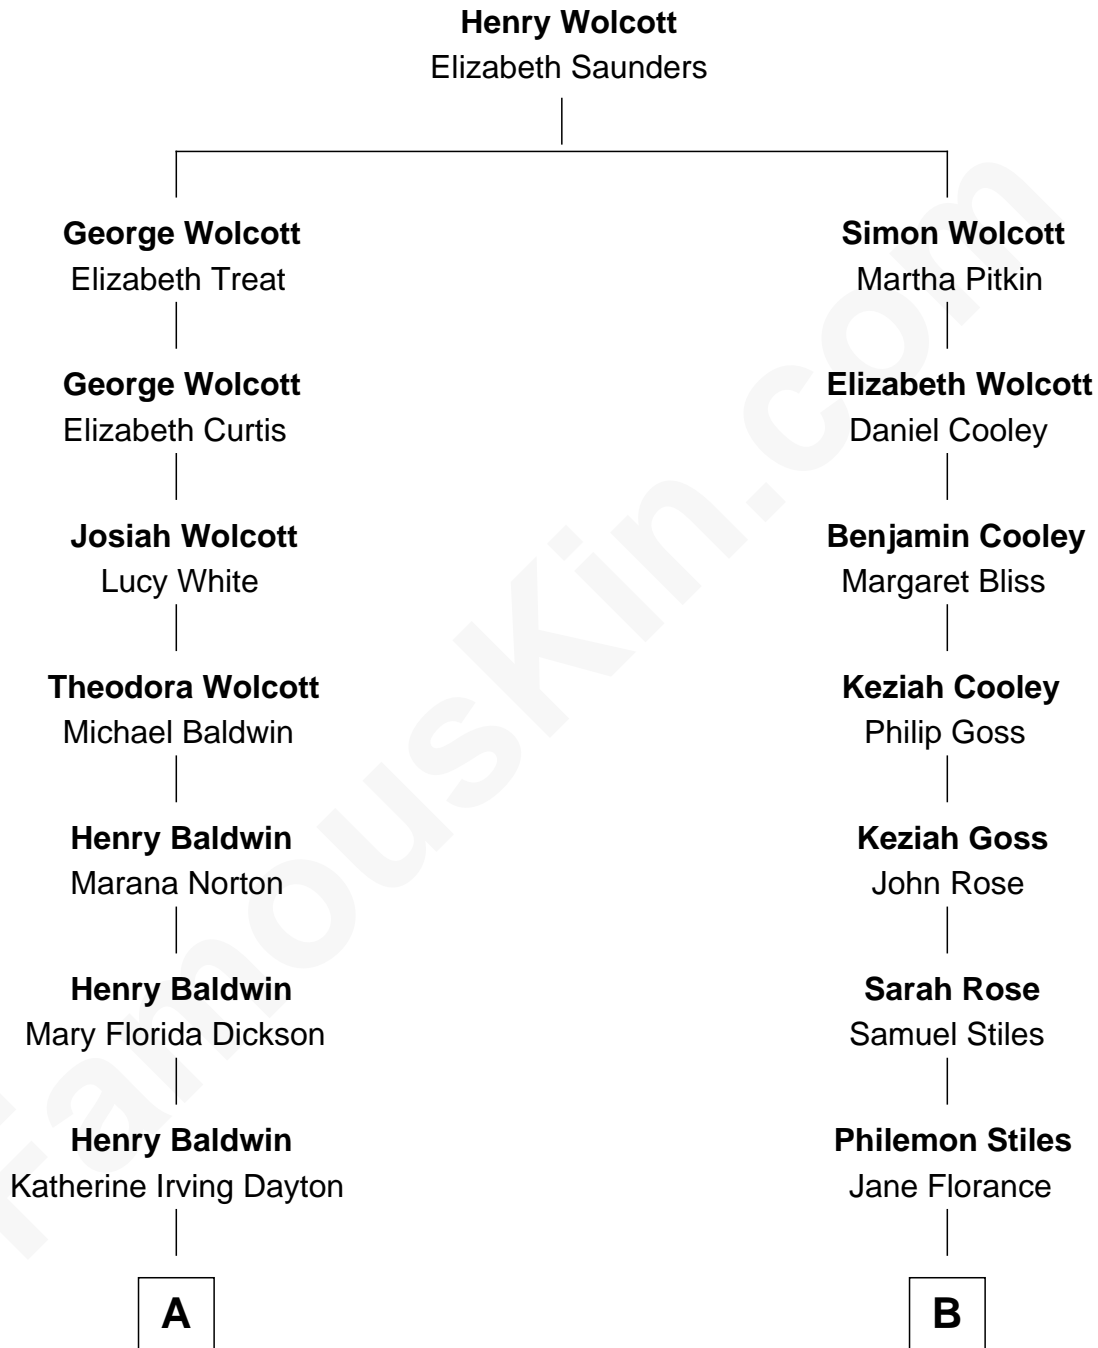 Henry Wolcott
Elizabeth Saunders
George Wolcott
Elizabeth Treat
Simon Wolcott
Martha Pitkin
George Wolcott
Elizabeth Curtis
Elizabeth Wolcott
Daniel Cooley
Josiah Wolcott
Lucy White
Benjamin Cooley
Margaret Bliss
Theodora Wolcott
Michael Baldwin
Keziah Cooley
Philip Goss
Henry Baldwin
Marana Norton
Keziah Goss
John Rose
Henry Baldwin
Mary Florida Dickson
Sarah Rose
Samuel Stiles
Henry Baldwin
Katherine Irving Dayton
Philemon Stiles
Jane Florance
A
B
FamousKin.com